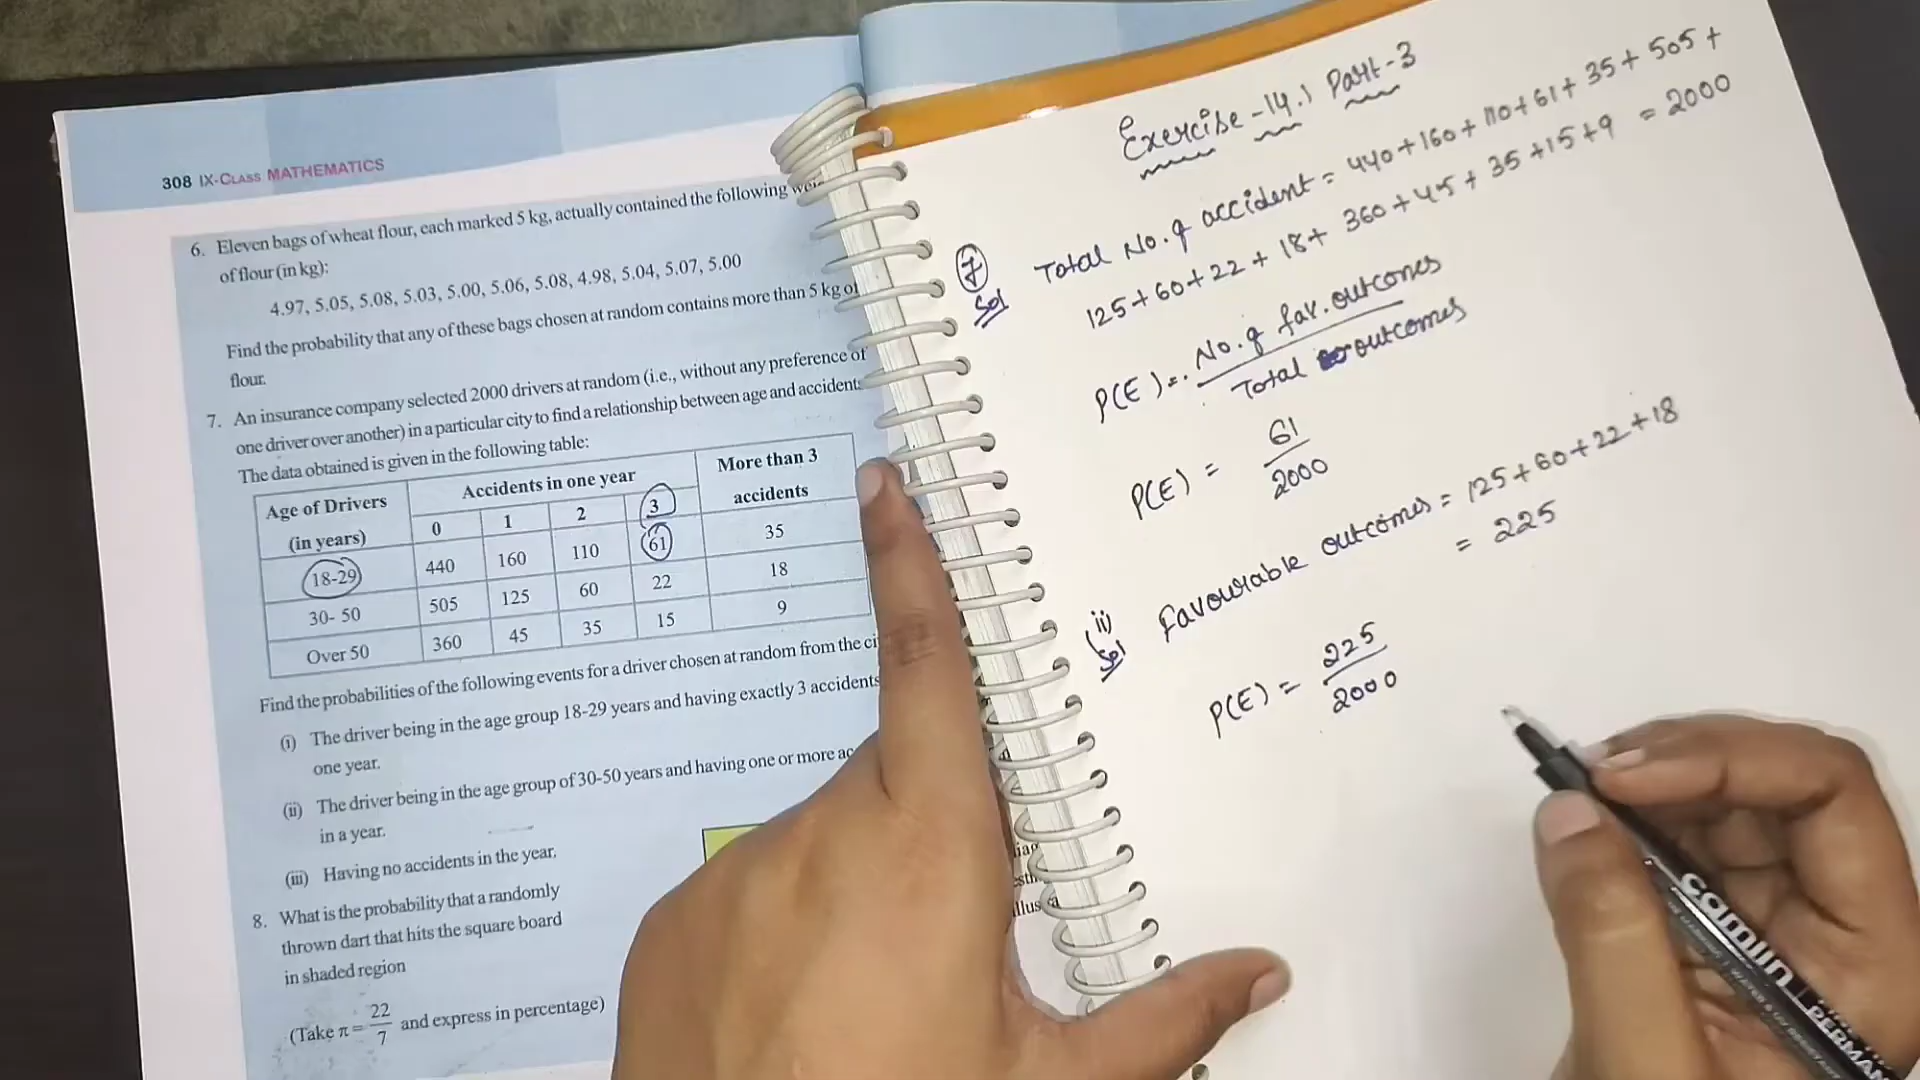 308 IX-CLASS MATHEMATICS
6. Eleven bags of wheat flour, each marked 5 kg, actually contained the following
of flour (in kg):
4.97, 5.05, 5.08, 5.03, 5.00, 5.06, 5.08, 4.98, 5.04, 5.07, 5.00
Find the probability that any of these bags chosen at random contains more than 5 kg of
flour.
7. An insurance company selected 2000 drivers at random (i.e., without any preference of
one driver over another) in a particular city to find a relationship between age and accidents
The data obtained is given in the following table:
Age of Drivers (in years) Accidents in one year More than 3 accidents
0 1 2 3
18-29 440 160 110 61 35
30- 50 505 125 60 22 18
Over 50 360 45 35 15 9
Find the probabilities of the following events for a driver chosen at random from the
(i) The driver being in the age group 18-29 years and having exactly 3 accidents
one year.
(ii) The driver being in the age group of 30-50 years and having one or more
in a year.
(iii) Having no accidents in the year.
8. What is the probability that a randomly
thrown dart that hits the square board
in shaded region
(Take π = 22/7 and express in percentage)
Exercise -14.1 Part-3
7 Total No. of accident = 440+160+110+61+35+505+
Sol 125+60+22+18+360+45+35+15+9 = 2000
P(E) = No. of fav. outcomes / Total outcomes
P(E) = 61/2000
(ii) Favourable outcomes = 125+60+22+18
Sol = 225
P(E) = 225/2000
camlin
PERMAN